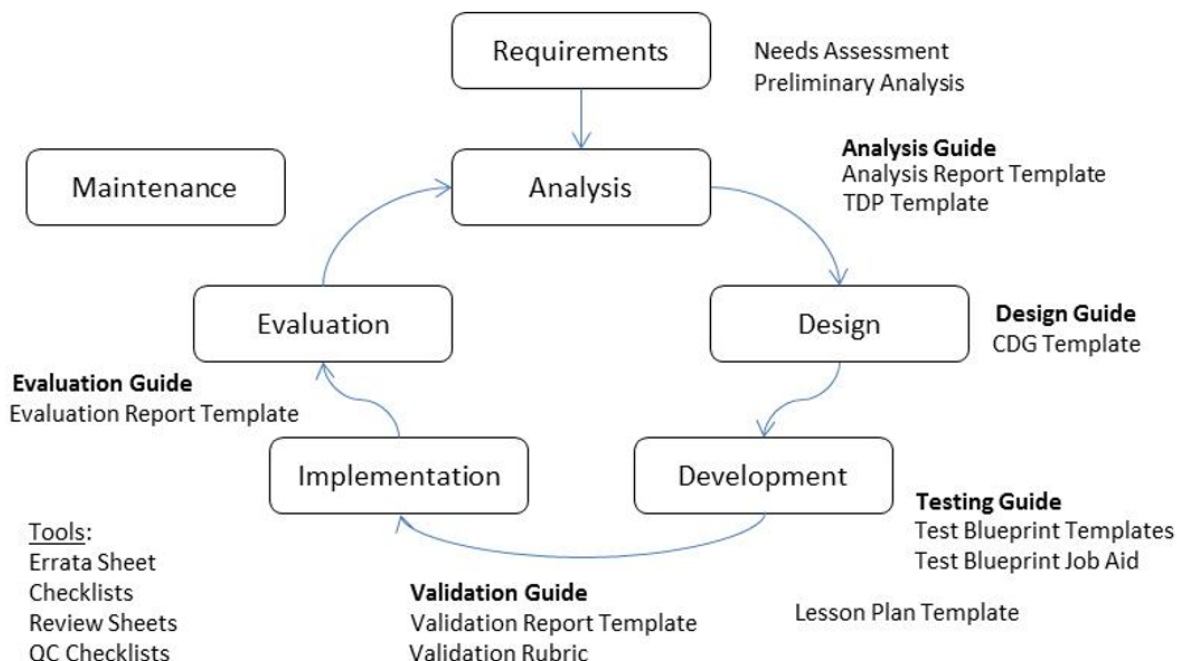 Requirements
Needs Assessment
Preliminary Analysis
Maintenance
Analysis
Analysis Guide
Analysis Report Template
TDP Template
Evaluation
Design
Design Guide
CDG Template
Evaluation Guide
Evaluation Report Template
Implementation
Development
Testing Guide
Test Blueprint Templates
Test Blueprint Job Aid
Lesson Plan Template
Validation Guide
Validation Report Template
Validation Rubric
Tools:
Errata Sheet
Checklists
Review Sheets
QC Checklists